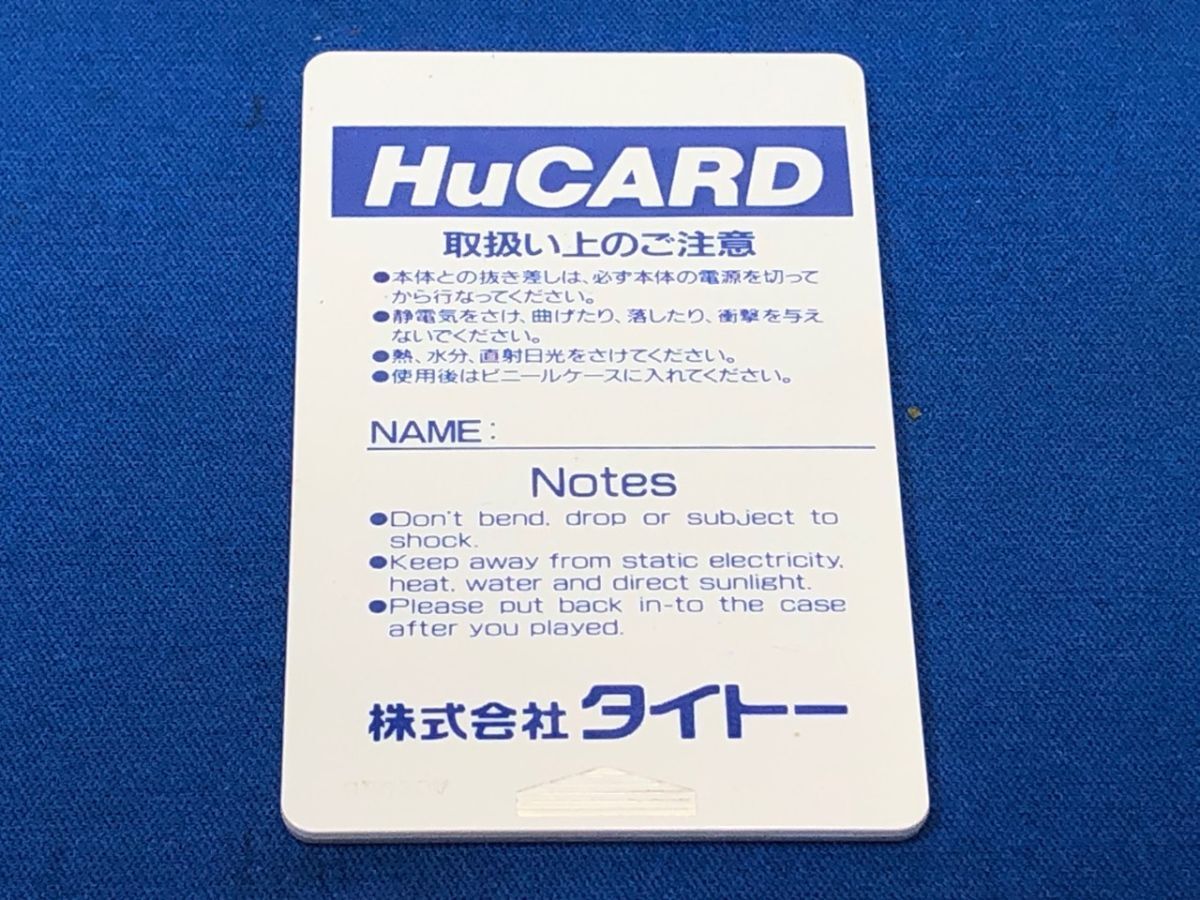 HuCARD
取扱い上のご注意
●本体との抜き差しは、必ず本体の電源を切って
から行なってください。
●静電気をさけ、曲げたり、落したり、衝撃を与え
ないでください。
●熱、水分、直射日光をさけてください。
●使用後はビニールケースに入れてください。
NAME:
Notes
●Don't bend, drop or subject to
shock.
●Keep away from static electricity,
heat, water and direct sunlight.
●Please put back in-to the case
after you played.
株式会社 タイトー